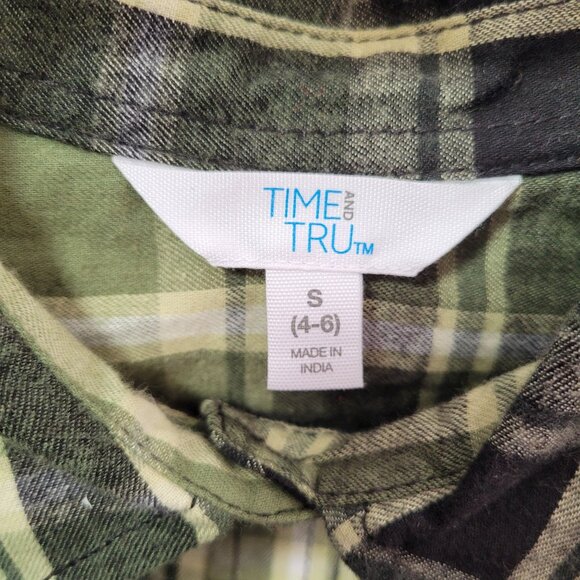 TIME AND
TRU™
S
(4-6)
MADE IN
INDIA